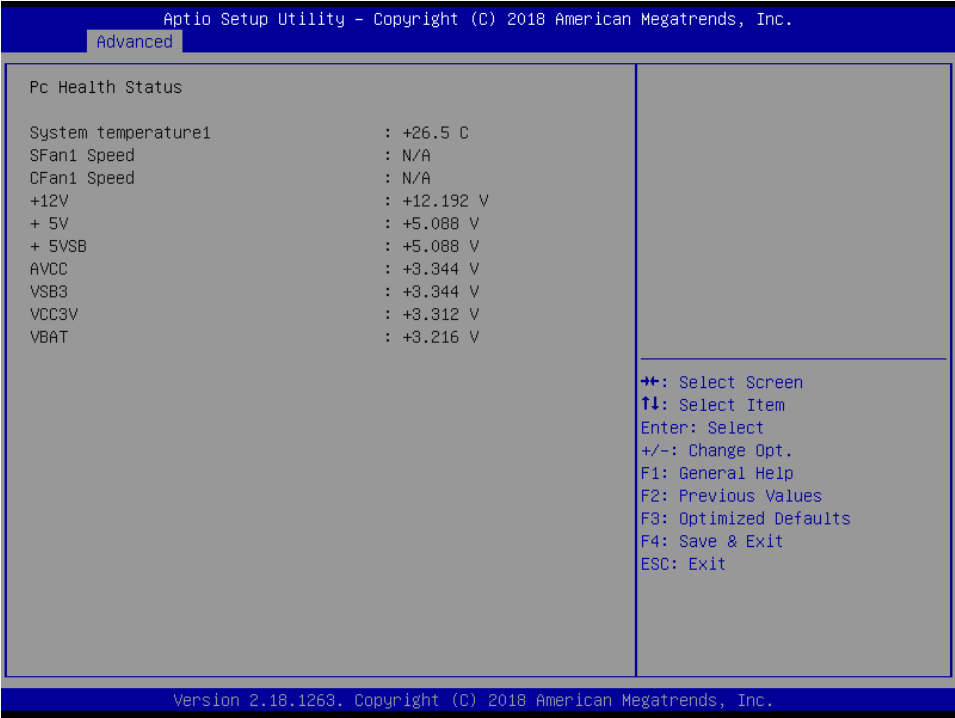 Aptio Setup Utility – Copyright (C) 2018 American Megatrends, Inc.
Advanced
Pc Health Status
System temperature1 : +26.5 C
SFan1 Speed : N/A
CFan1 Speed : N/A
+12V : +12.192 V
+ 5V : +5.088 V
+ 5VSB : +5.088 V
AVCC : +3.344 V
VSB3 : +3.344 V
VCC3V : +3.312 V
VBAT : +3.216 V
→←: Select Screen
↑↓: Select Item
Enter: Select
+/-: Change Opt.
F1: General Help
F2: Previous Values
F3: Optimized Defaults
F4: Save & Exit
ESC: Exit
Version 2.18.1263. Copyright (C) 2018 American Megatrends, Inc.